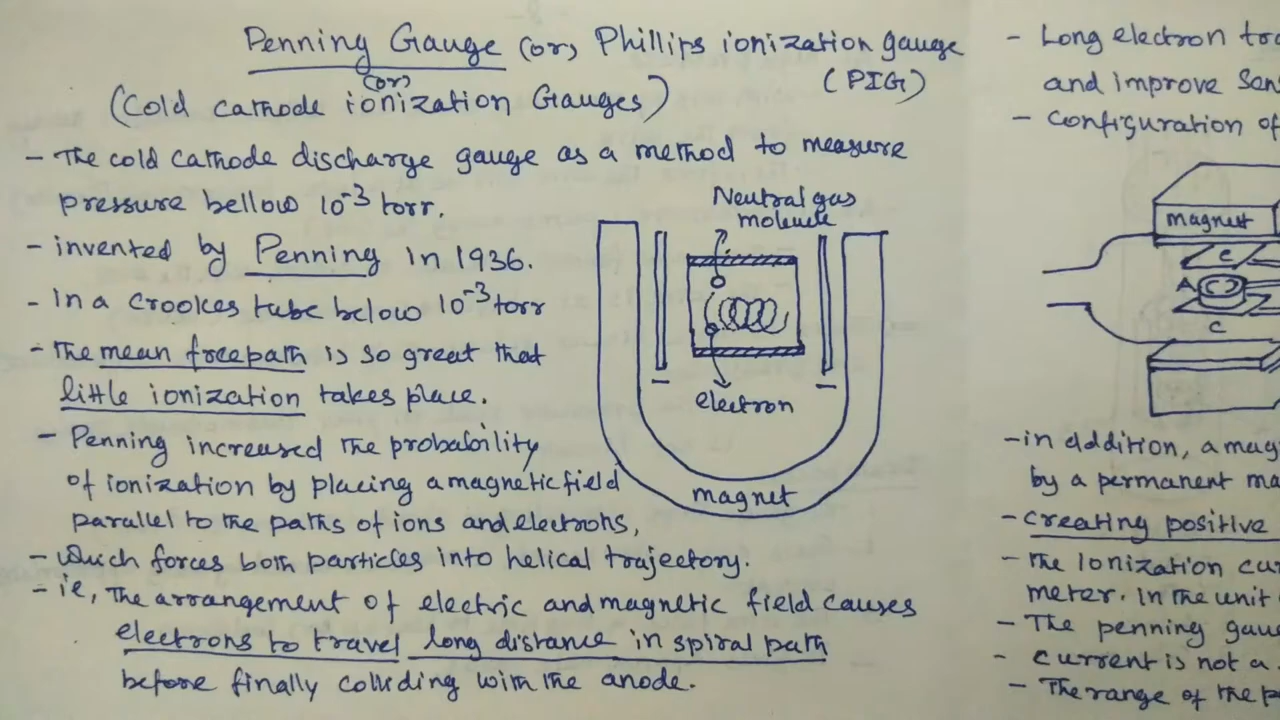 Penning Gauge (or) Phillips ionization gauge
(or) (PIG)
(Cold cathode ionization Gauges)
- The cold cathode discharge gauge as a method to measure
pressure bellow 10⁻³ torr.
- invented by Penning in 1936.
- In a crookes tube below 10⁻³ torr
- The mean freepath is so great that
little ionization takes place.
- Penning increased the probability
of ionization by placing a magnetic field
parallel to the paths of ions and electrons,
- which forces both particles into helical trajectory.
- ie, The arrangement of electric and magnetic field causes
electrons to travel long distance in spiral path
before finally colliding with the anode.
Neutral gas
molecule
electron
magnet
- Long electron
and improve
- configuration of
magnet
C
A
C
- in addition, a
by a permanent
- creating positive
- The Ionization
meter. In the unit
- The penning
- current is not a
- The range of the